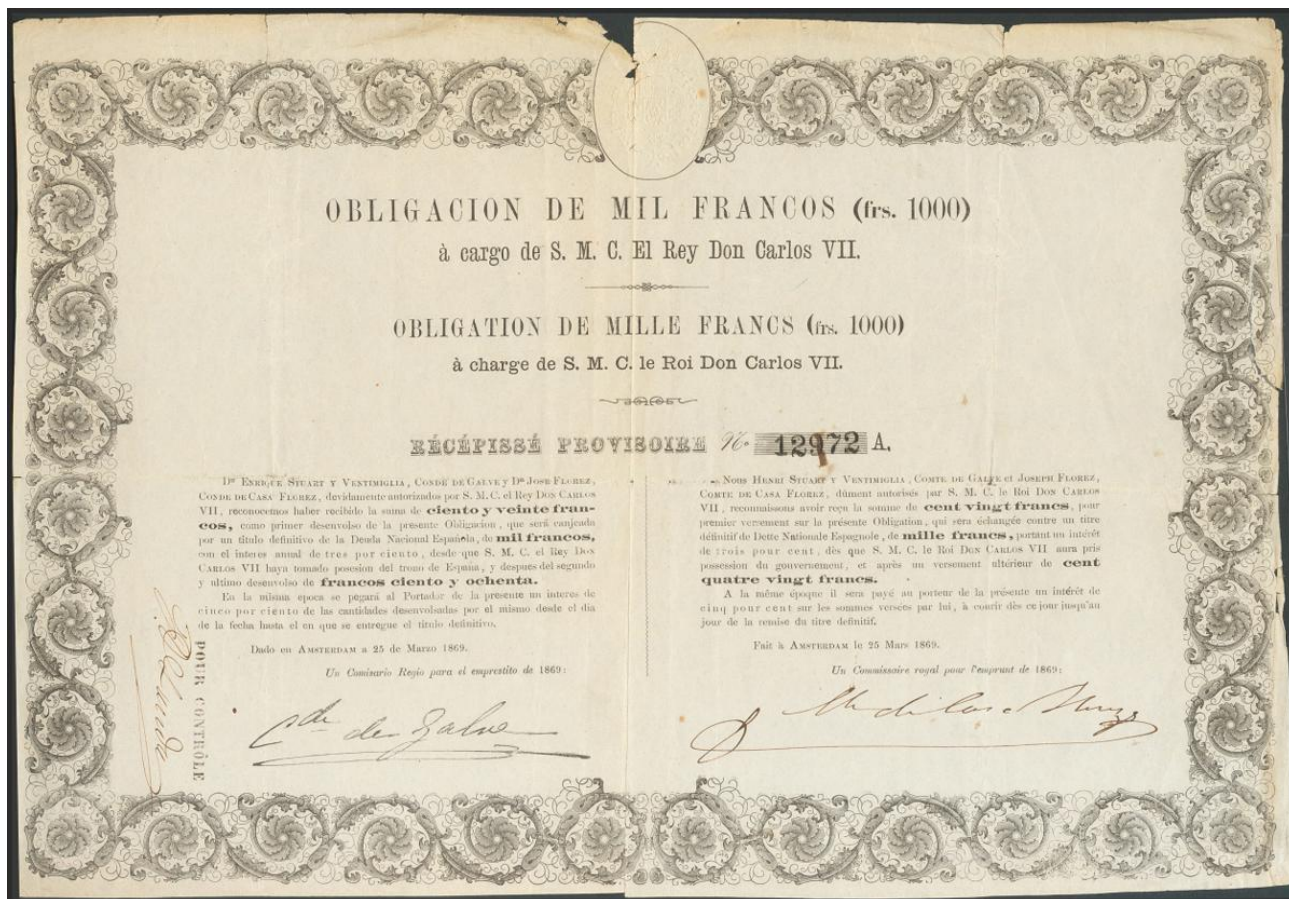 OBLIGACION DE MIL FRANCOS (frs. 1000)
à cargo de S. M. C. El Rey Don Carlos VII.
OBLIGATION DE MILLE FRANCS (frs. 1000)
à charge de S. M. C. le Roi Don Carlos VII.
RÉCÉPISSÉ PROVISOIRE No 12972 A.
Dn ENRIQUE STUART Y VENTIMIGLIA, CONDE DE GALVE y Dn JOSE FLOREZ,
CONDE DE CASA FLOREZ, devidamente autorizados por S. M. C. el Rey DON CARLOS
VII, reconocemos haber recibido la suma de ciento y veinte fran-
cos, como primer desenvolso de la presente Obligacion, que será canjeada
por un titulo definitivo de la Deuda Nacional Española, de mil francos,
con el interes annual de tres por ciento, desde que S. M. C. el Rey DON
CARLOS VII haya tomado posesion del trono de España, y despues del segundo
y ultimo desenvolso de francos ciento y ochenta.
En la misma epoca se pagará al Portador de la presente un interes de
cinco por ciento de las cantidades desenvolsadas por el mismo desde el dia
de la fecha hasta el en que se entregue el titulo definitivo.
Dado en AMSTERDAM a 25 de MARZO 1869.
Un Comisario Regio para el emprestito de 1869:
Cde de Galve
POUR CONTRÔLE
Nous HENRI STUART Y VENTIMIGLIA, COMTE DE GALVE et JOSEPH FLOREZ,
COMTE DE CASA FLOREZ, dûment autorisés par S. M. C. le Roi DON CARLOS
VII, reconnaissons avoir reçu la somme de cent vingt francs, pour
premier versement sur la présente Obligation, qui sera échangée contre un titre
définitif de Dette Nationale Espagnole, de mille francs, portant un intérêt
de trois pour cent, dès que S. M. C. le Roi DON CARLOS VII aura pris
possession du gouvernement, et après un versement ultérieur de cent
quatre vingt francs.
A la même époque il sera payé au porteur de la présente un intérêt de
cinq pour cent sur les sommes versées par lui, à courir dès ce jour jusqu'au
jour de la remise du titre definitif.
Fait à AMSTERDAM le 25 Mars 1869.
Un Commissaire royal pour l'emprunt de 1869: